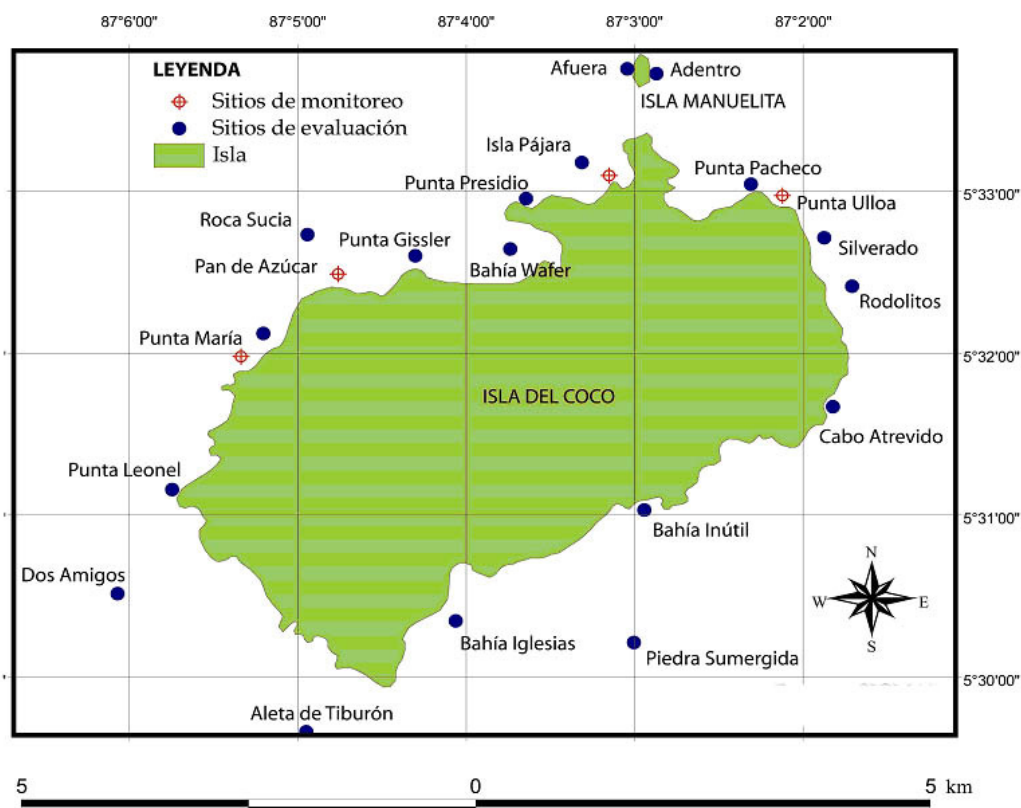 87°6'00" 87°5'00" 87°4'00" 87°3'00" 87°2'00"
LEYENDA
Sitios de monitoreo
Sitios de evaluación
Isla
Afuera
Adentro
ISLA MANUELITA
Isla Pájara
Punta Presidio
Punta Pacheco
5°33'00"
Punta Ulloa
Roca Sucia
Punta Gissler
Silverado
Pan de Azúcar
Bahía Wafer
Rodolitos
Punta María
5°32'00"
ISLA DEL COCO
Cabo Atrevido
Punta Leonel
5°31'00"
Bahía Inútil
Dos Amigos
N
W E
S
Bahía Iglesias
Piedra Sumergida
5°30'00"
Aleta de Tiburón
5 0 5 km